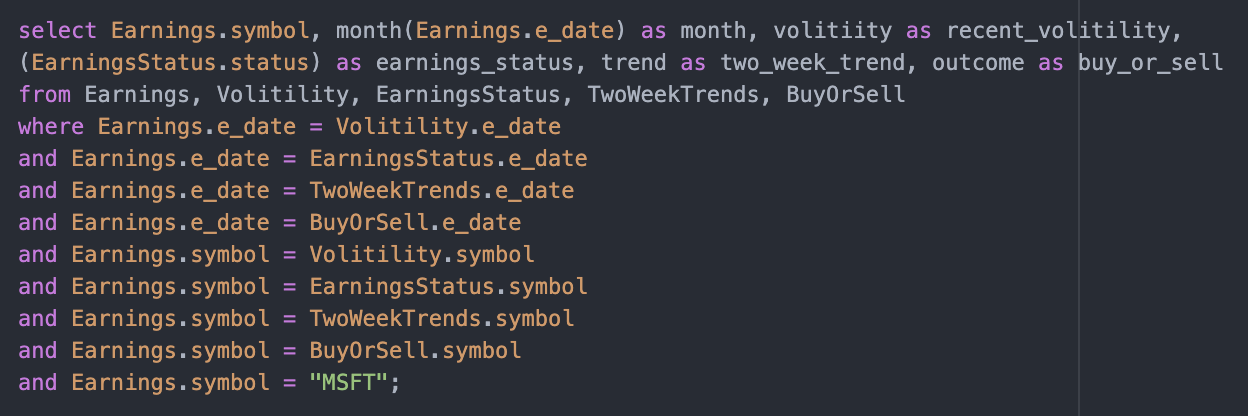 select Earnings.symbol, month(Earnings.e_date) as month, volitiity as recent_volitility,
(EarningsStatus.status) as earnings_status, trend as two_week_trend, outcome as buy_or_sell
from Earnings, Volitility, EarningsStatus, TwoWeekTrends, BuyOrSell
where Earnings.e_date = Volitility.e_date
and Earnings.e_date = EarningsStatus.e_date
and Earnings.e_date = TwoWeekTrends.e_date
and Earnings.e_date = BuyOrSell.e_date
and Earnings.symbol = Volitility.symbol
and Earnings.symbol = EarningsStatus.symbol
and Earnings.symbol = TwoWeekTrends.symbol
and Earnings.symbol = BuyOrSell.symbol
and Earnings.symbol = "MSFT";